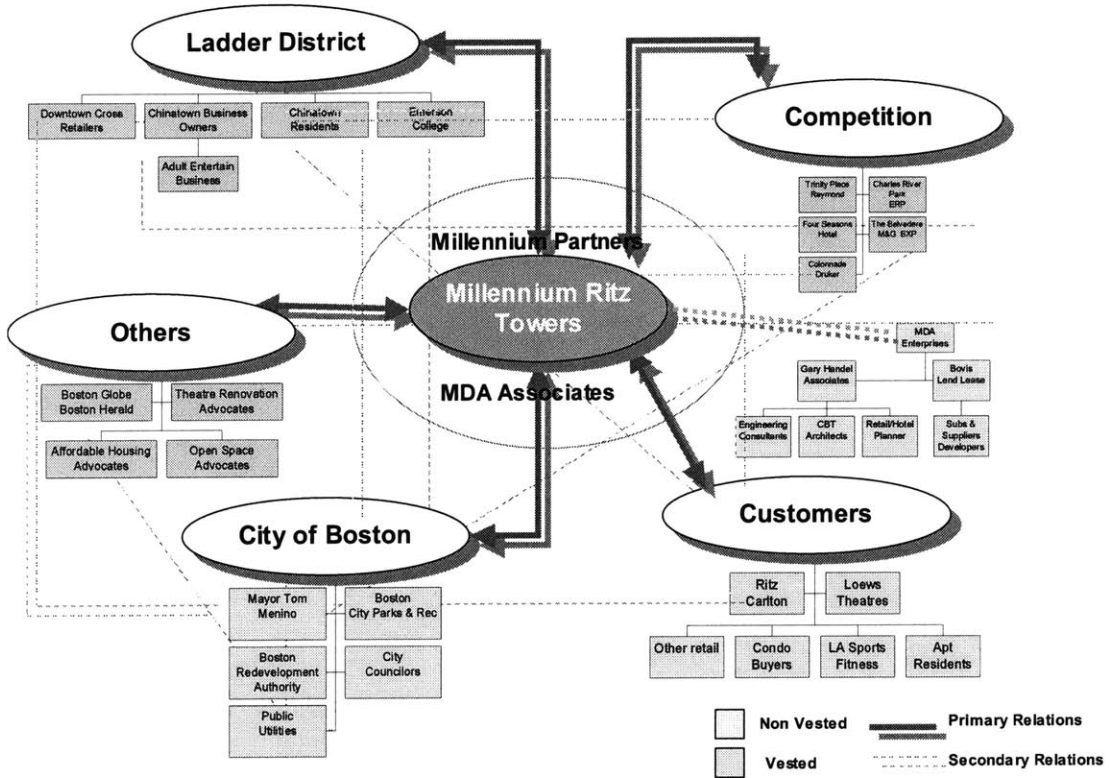 Ladder District
Downtown Cross
Retailers
Chinatown Business
Owners
Chinatown
Residents
Emerson
College
Adult Entertain
Business
Competition
Trinity Place
Raymond
Charles River
Park
ERP
Four Seasons
Hotel
The Belvedere
M&G BXP
Colonnade
Druker
Millennium Partners
Millennium Ritz
Towers
MDA Associates
Others
Boston Globe
Boston Herald
Theatre Renovation
Advocates
Affordable Housing
Advocates
Open Space
Advocates
MDA
Enterprises
Gary Handel
Associates
Bovis
Lend Lease
Engineering
Consultants
CBT
Architects
Retail/Hotel
Planner
Subs &
Suppliers
Developers
City of Boston
Mayor Tom
Menino
Boston
City Parks & Rec
Boston
Redevelopment
Authority
City
Councilors
Public
Utilities
Customers
Ritz
Carlton
Loews
Theatres
Other retail
Condo
Buyers
LA Sports
Fitness
Apt
Residents
Non Vested
Primary Relations
Vested
Secondary Relations